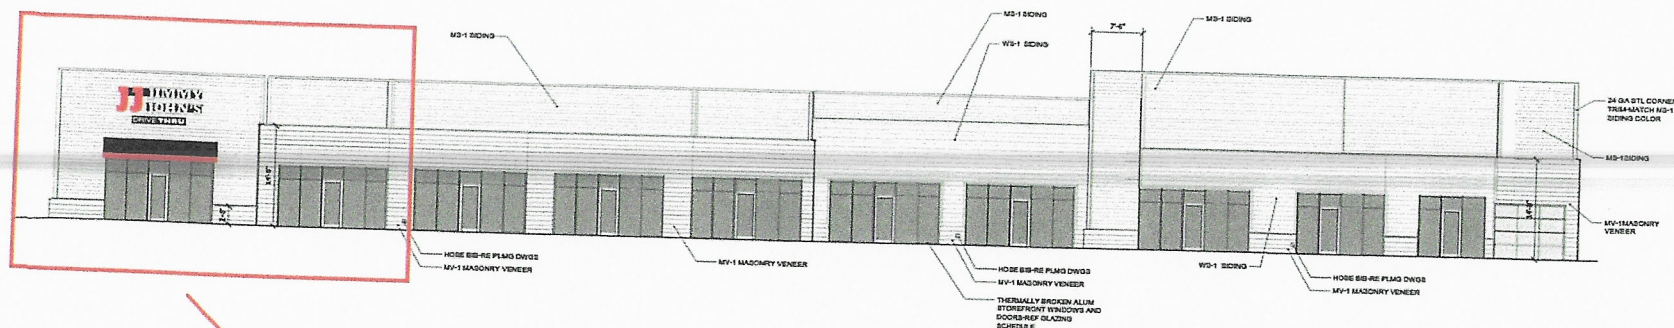 MS-1 SIDING
MS-1 SIDING
WS-1 SIDING
7'-6"
MS-1 SIDING
JJ JIMMY
JOHN'S
DRIVE THRU
24 GA STL CORNER
TRIM-MATCH MS-1
SIDING COLOR
MS-1 SIDING
MV-1 MASONRY
VENEER
HOSE BIB-RE PLMG DWGS
MV-1 MASONRY VENEER
MV-1 MASONRY VENEER
HOSE BIB-RE PLMG DWGS
MV-1 MASONRY VENEER
THERMALLY BROKEN ALUM
STOREFRONT WINDOWS AND
DOORS-REF GLAZING
SCHEDULE
WS-1 SIDING
HOSE BIB-RE PLMG DWGS
MV-1 MASONRY VENEER